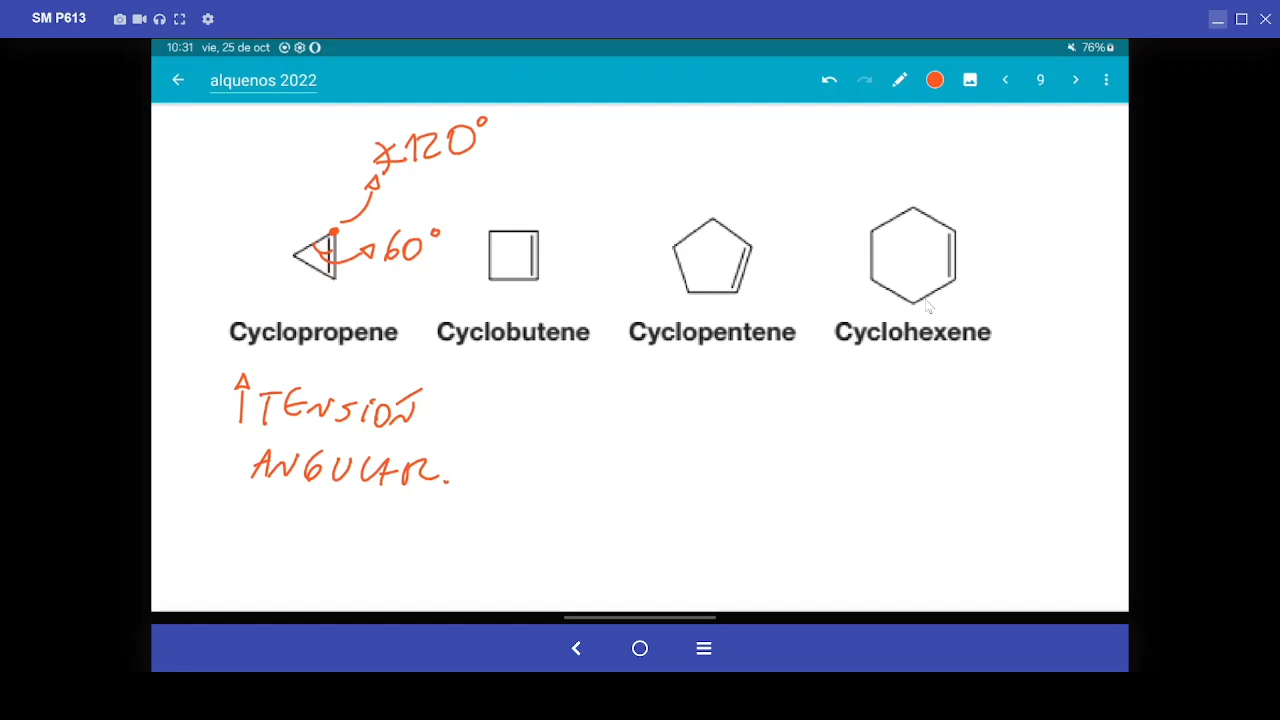 SM P613
10:31 vie, 25 de oct 76%
alquenos 2022 9
∡120°
60°
Cyclopropene Cyclobutene Cyclopentene Cyclohexene
↑TENSIÓN
ANGULAR.